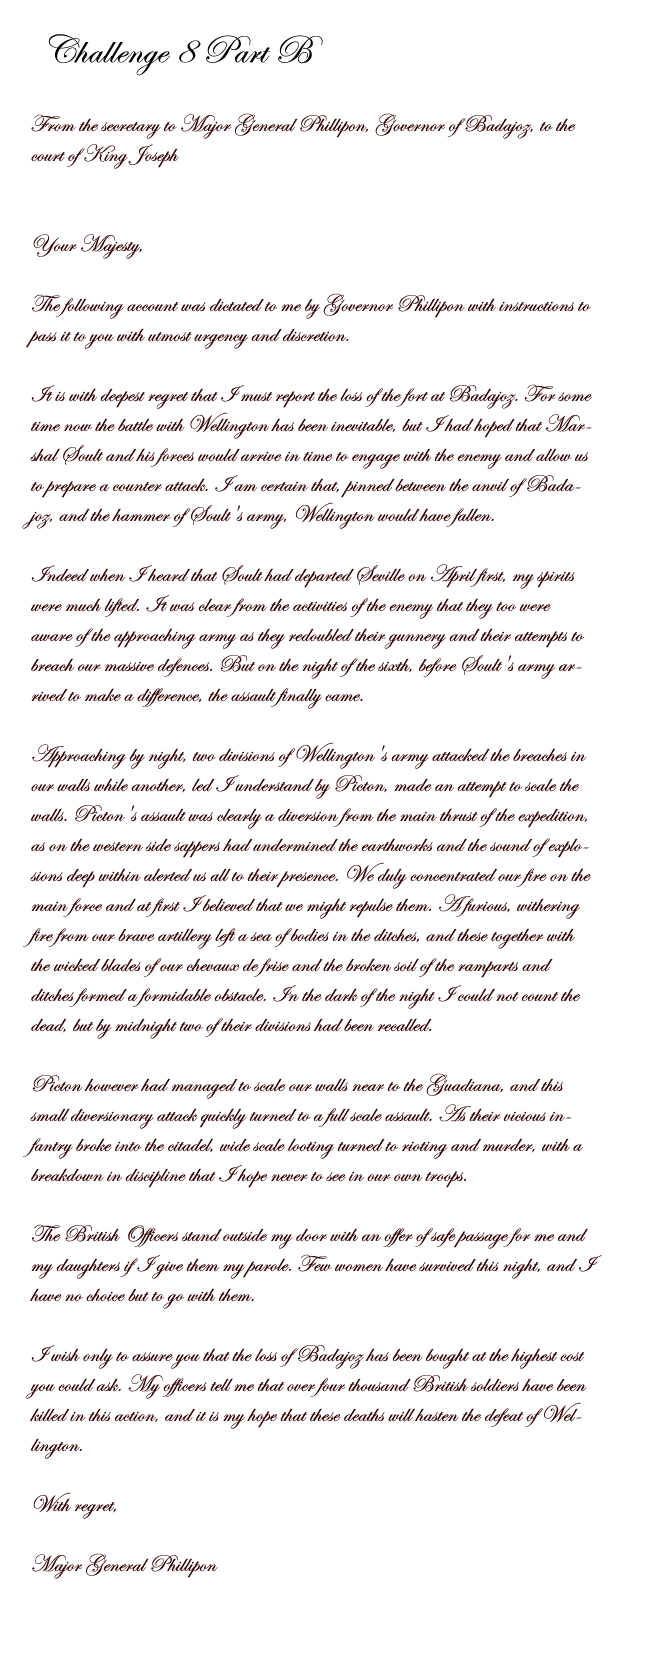 Challenge 8 Part B
From the secretary to Major General Phillipon, Governor of Badajoz, to the
court of King Joseph
Your Majesty,
The following account was dictated to me by Governor Phillipon with instructions to
pass it to you with utmost urgency and discretion.
It is with deepest regret that I must report the loss of the fort at Badajoz. For some
time now the battle with Wellington has been inevitable, but I had hoped that Mar-
shal Soult and his forces would arrive in time to engage with the enemy and allow us
to prepare a counter attack. I am certain that, pinned between the anvil of Bada-
joz, and the hammer of Soult's army, Wellington would have fallen.
Indeed when I heard that Soult had departed Seville on April first, my spirits
were much lifted. It was clear from the activities of the enemy that they too were
aware of the approaching army as they redoubled their gunnery and their attempts to
breach our massive defences. But on the night of the sixth, before Soult's army ar-
rived to make a difference, the assault finally came.
Approaching by night, two divisions of Wellington's army attacked the breaches in
our walls while another, led I understand by Picton, made an attempt to scale the
walls. Picton's assault was clearly a diversion from the main thrust of the expedition,
as on the western side sappers had undermined the earthworks and the sound of explo-
sions deep within alerted us all to their presence. We duly concentrated our fire on the
main force and at first I believed that we might repulse them. A furious, withering
fire from our brave artillery left a sea of bodies in the ditches, and these together with
the wicked blades of our chevaux de frise and the broken soil of the ramparts and
ditches formed a formidable obstacle. In the dark of the night I could not count the
dead, but by midnight two of their divisions had been recalled.
Picton however had managed to scale our walls near to the Guadiana, and this
small diversionary attack quickly turned to a full scale assault. As their vicious in-
fantry broke into the citadel, wide scale looting turned to rioting and murder, with a
breakdown in discipline that I hope never to see in our own troops.
The British Officers stand outside my door with an offer of safe passage for me and
my daughters if I give them my parole. Few women have survived this night, and I
have no choice but to go with them.
I wish only to assure you that the loss of Badajoz has been bought at the highest cost
you could ask. My officers tell me that over four thousand British soldiers have been
killed in this action, and it is my hope that these deaths will hasten the defeat of Wel-
lington.
With regret,
Major General Phillipon